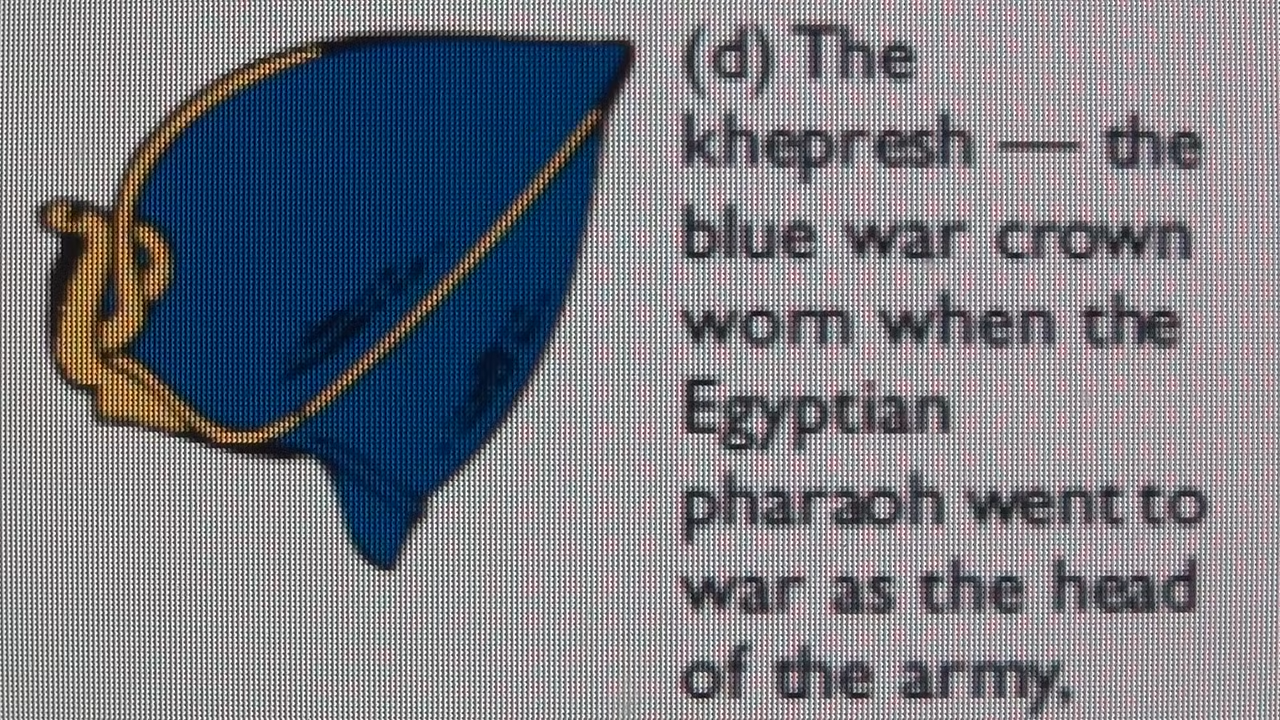 (d) The
khepresh — the
blue war crown
worn when the
Egyptian
pharaoh went to
war as the head
of the army,